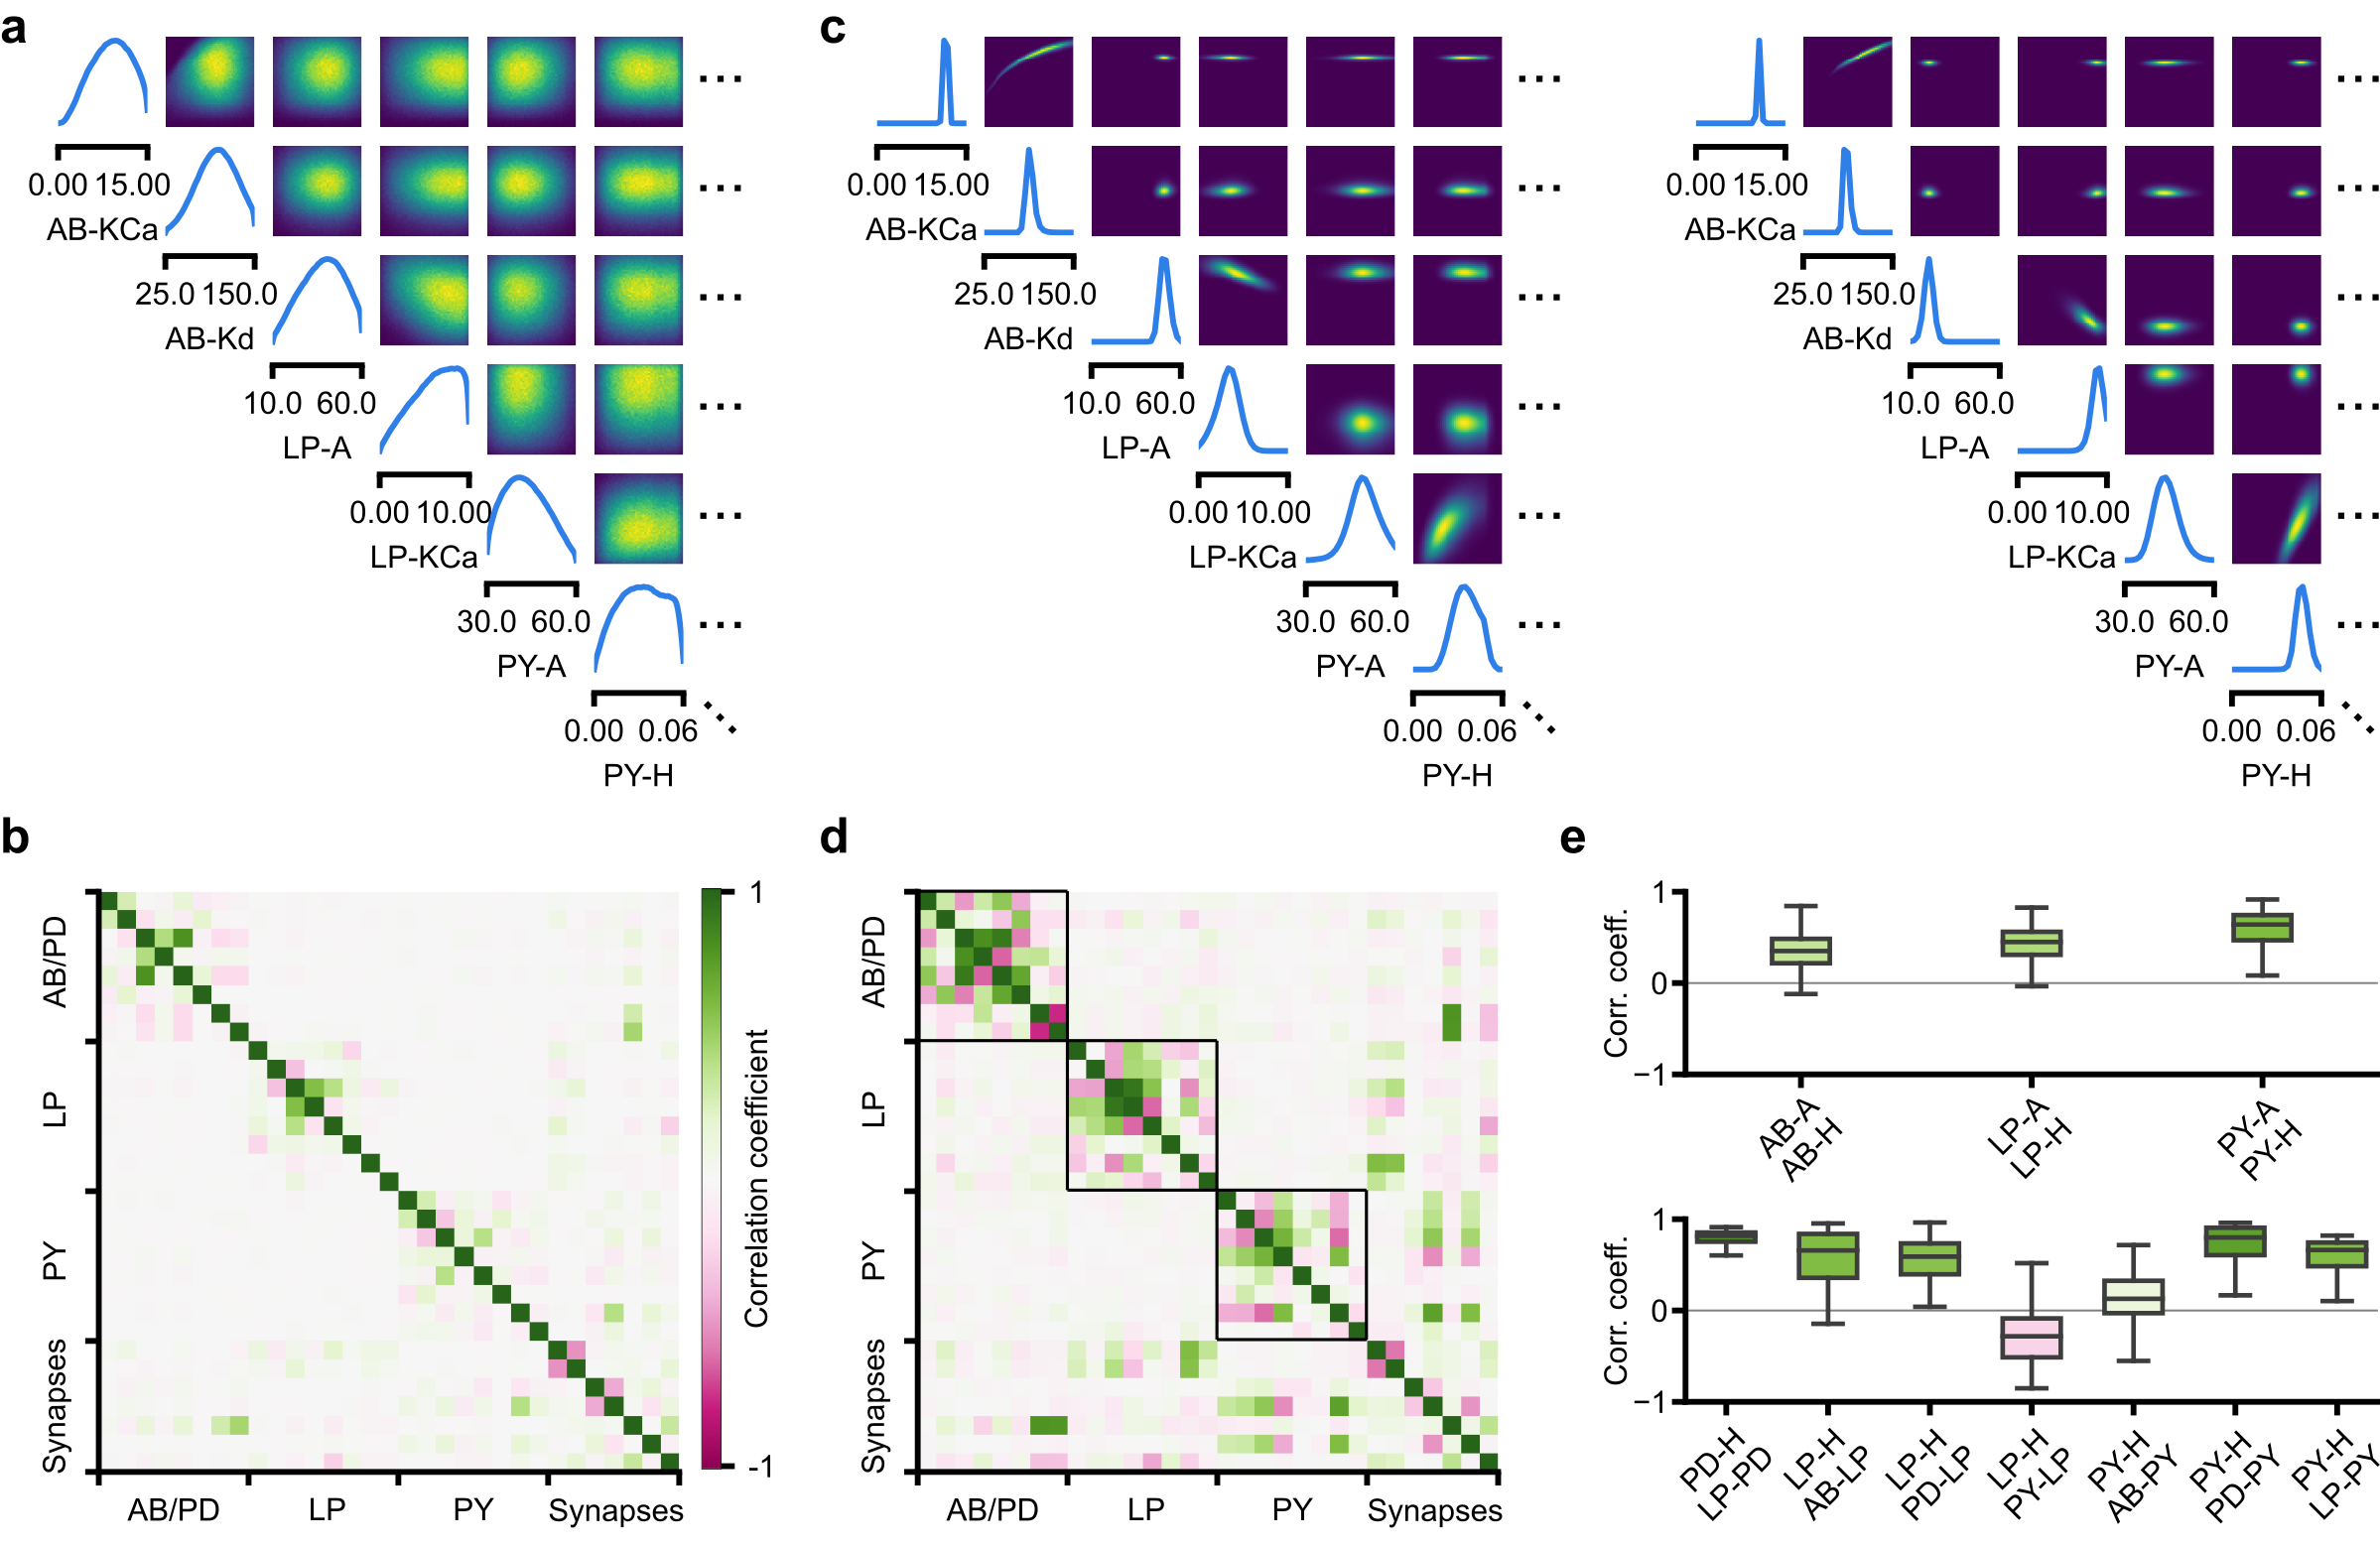 a
0.00 15.00
AB-KCa
25.0 150.0
AB-Kd
10.0 60.0
LP-A
0.00 10.00
LP-KCa
30.0 60.0
PY-A
0.00 0.06
PY-H
...
c
0.00 15.00
AB-KCa
25.0 150.0
AB-Kd
10.0 60.0
LP-A
0.00 10.00
LP-KCa
30.0 60.0
PY-A
0.00 0.06
PY-H
...
0.00 15.00
AB-KCa
25.0 150.0
AB-Kd
10.0 60.0
LP-A
0.00 10.00
LP-KCa
30.0 60.0
PY-A
0.00 0.06
PY-H
...
b
AB/PD
LP
PY
Synapses
AB/PD LP PY Synapses
1
-1
Correlation coefficient
d
AB/PD
LP
PY
Synapses
AB/PD LP PY Synapses
e
Corr. coeff.
1
0
−1
AB-A
AB-H
LP-A
LP-H
PY-A
PY-H
Corr. coeff.
1
0
−1
PD-H
LP-PD
LP-H
AB-LP
LP-H
PD-LP
LP-H
PY-LP
PY-H
AB-PY
PY-H
PD-PY
PY-H
LP-PY